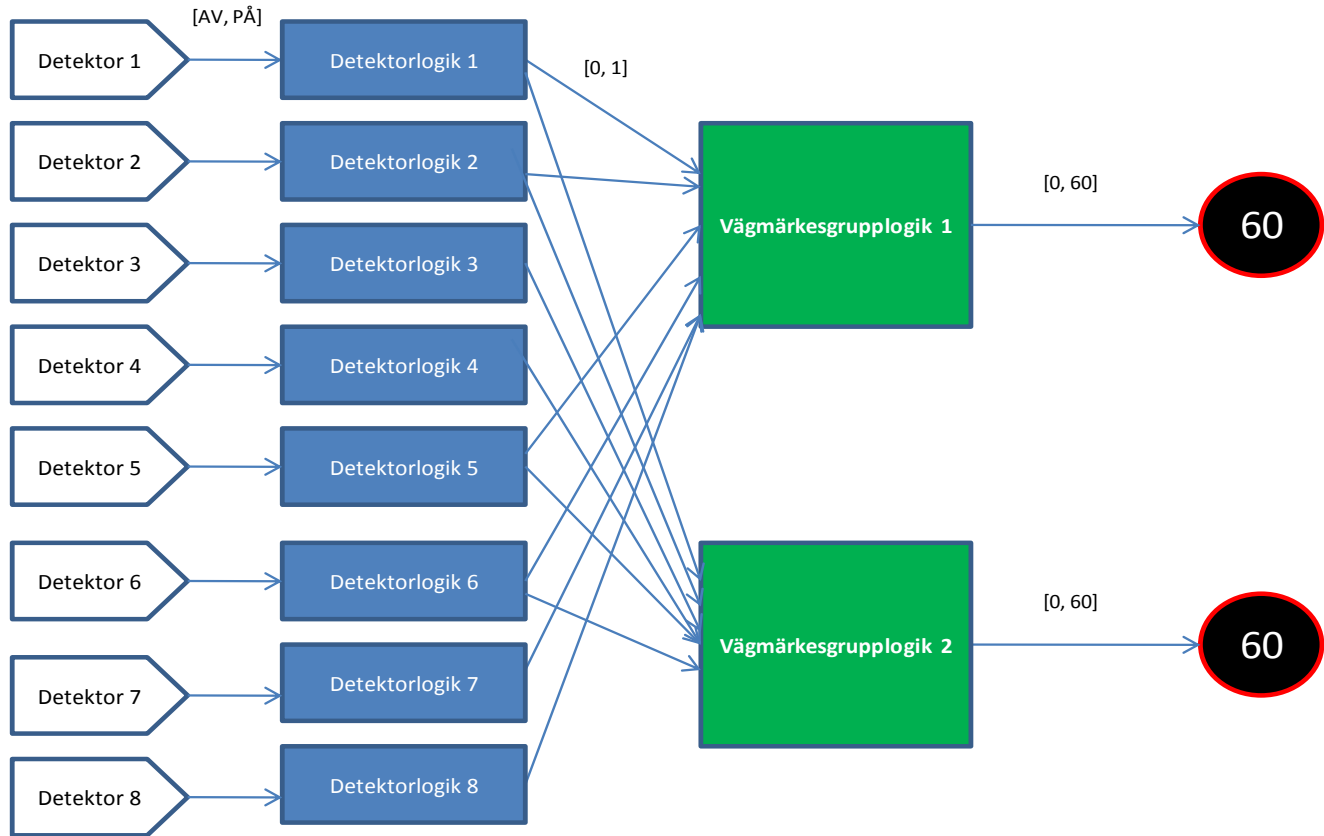 [AV, PÅ]
Detektor 1
Detektorlogik 1
[0, 1]
Detektor 2
Detektorlogik 2
Detektor 3
Detektorlogik 3
Detektor 4
Detektorlogik 4
Detektor 5
Detektorlogik 5
Detektor 6
Detektorlogik 6
Detektor 7
Detektorlogik 7
Detektor 8
Detektorlogik 8
Vägmärkesgrupplogik 1
[0, 60]
60
Vägmärkesgrupplogik 2
[0, 60]
60